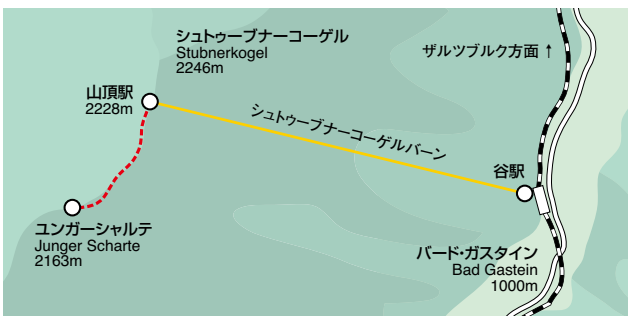 シュトゥーブナーコーゲル
Stubnerkogel
2246m
ザルツブルク方面 ↑
山頂駅
2228m
シュトゥーブナーコーゲルバーン
谷駅
ユンガーシャルテ
Junger Scharte
2163m
バード・ガスタイン
Bad Gastein
1000m